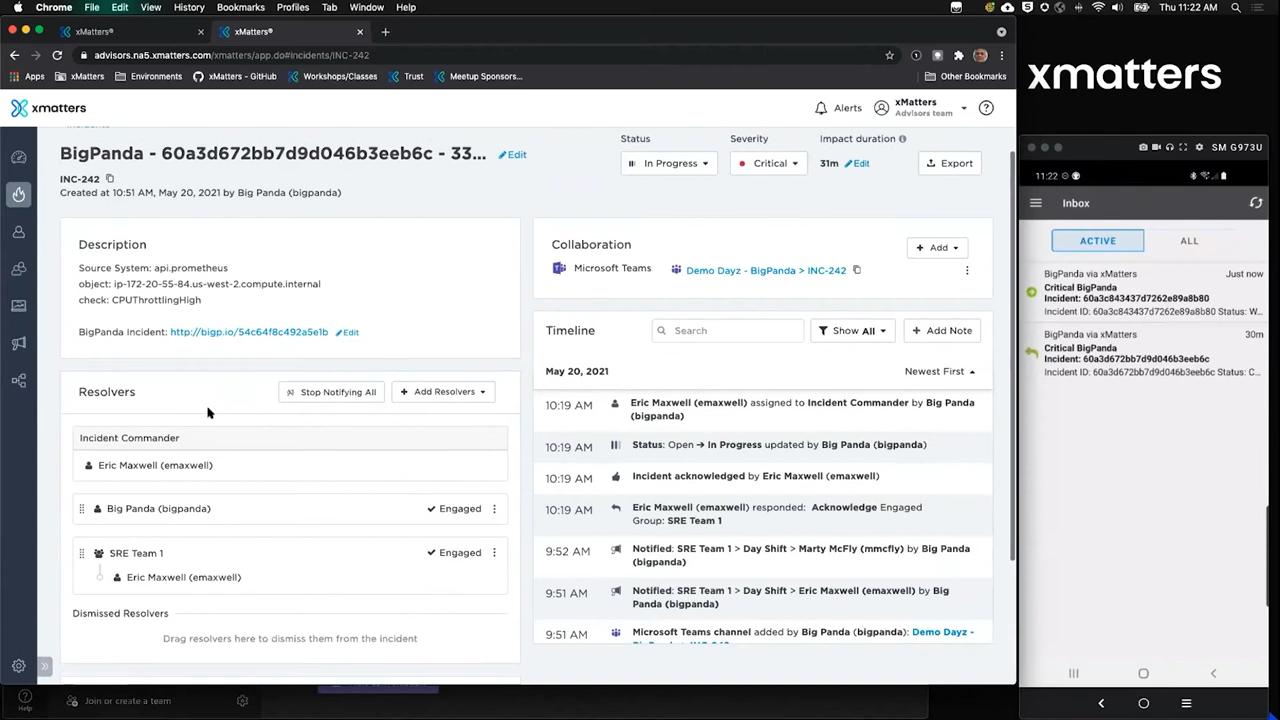 Chrome File Edit View History Bookmarks Profiles Tab Window Help
Thu 11:22 AM
xMatters®
xMatters®
advisors.na5.xmatters.com/xmatters/app.do#incidents/INC-242
Apps xMatters Environments xMatters - GitHub Workshops/Classes Trust Meetup Sponsors... Other Bookmarks
xmatters
Alerts
xMatters
Advisors team
BigPanda - 60a3d672bb7d9d046b3eeb6c - 33... Edit
INC-242
Created at 10:51 AM, May 20, 2021 by Big Panda (bigpanda)
Status
In Progress
Severity
Critical
Impact duration
31m Edit
Export
Description
Source System: api.prometheus
object: ip-172-20-55-84.us-west-2.compute.internal
check: CPUThrottlingHigh
BigPanda Incident: http://bigp.io/54c64f8c492a5e1b Edit
Resolvers
Stop Notifying All
Add Resolvers
Incident Commander
Eric Maxwell (emaxwell)
Big Panda (bigpanda) Engaged
SRE Team 1 Engaged
Eric Maxwell (emaxwell)
Dismissed Resolvers
Drag resolvers here to dismiss them from the incident
Collaboration
Add
Microsoft Teams Demo Dayz - BigPanda > INC-242
Timeline
Search
Show All
Add Note
May 20, 2021
Newest First
10:19 AM Eric Maxwell (emaxwell) assigned to Incident Commander by Big Panda
(bigpanda)
10:19 AM Status: Open → In Progress updated by Big Panda (bigpanda)
10:19 AM Incident acknowledged by Eric Maxwell (emaxwell)
10:19 AM Eric Maxwell (emaxwell) responded: Acknowledge Engaged
Group: SRE Team 1
9:52 AM Notified: SRE Team 1 > Day Shift > Marty McFly (mmcfly) by Big Panda
(bigpanda)
9:51 AM Notified: SRE Team 1 > Day Shift > Eric Maxwell (emaxwell) by Big
Panda (bigpanda)
9:51 AM Microsoft Teams channel added by Big Panda (bigpanda): Demo Dayz -
Help
Join or create a team
xmatters
SM G973U
11:22
Inbox
ACTIVE
ALL
BigPanda via xMatters Just now
Critical BigPanda
Incident: 60a3c843437d7262e89a8b80
Incident ID: 60a3c843437d7262e89a8b80 Status: W...
BigPanda via xMatters 30m
Critical BigPanda
Incident: 60a3d672bb7d9d046b3eeb6c
Incident ID: 60a3d672bb7d9d046b3eeb6c Status: C...